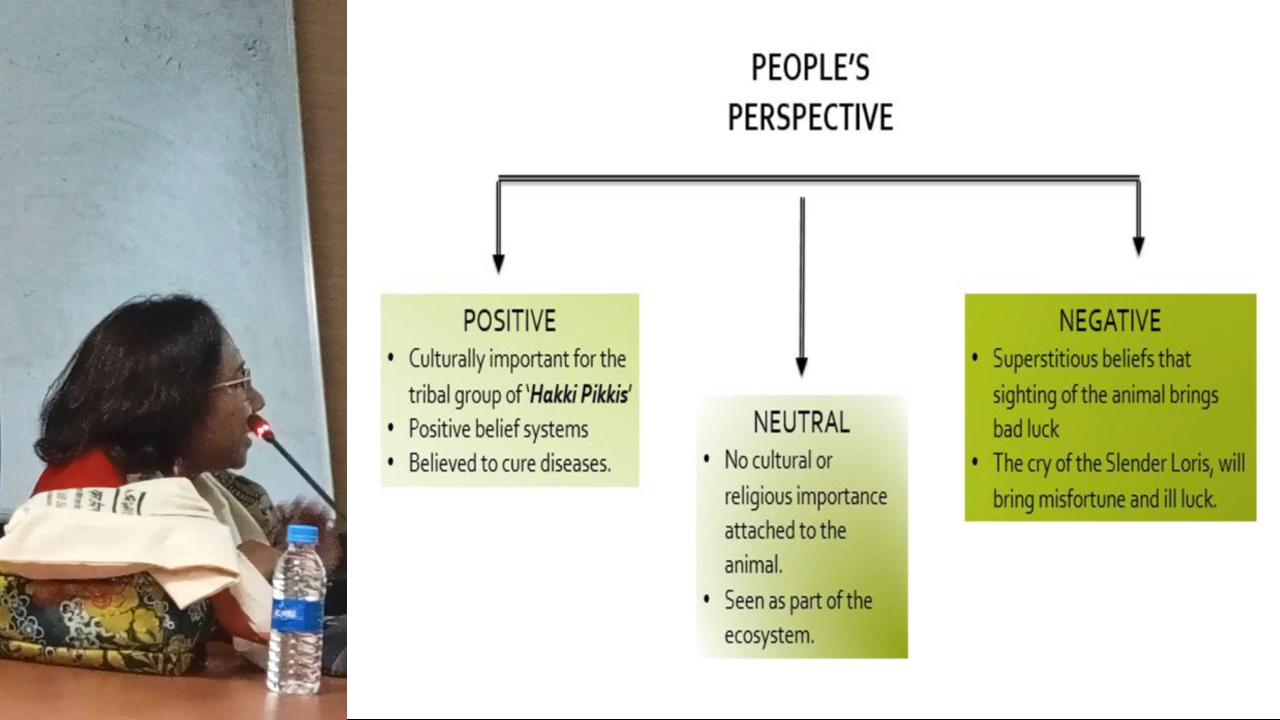 PEOPLE'S
PERSPECTIVE
POSITIVE
• Culturally important for the
tribal group of 'Hakki Pikkis'
• Positive belief systems
• Believed to cure diseases.
NEUTRAL
• No cultural or
religious importance
attached to the
animal.
• Seen as part of the
ecosystem.
NEGATIVE
• Superstitious beliefs that
sighting of the animal brings
bad luck
• The cry of the Slender Loris, will
bring misfortune and ill luck.